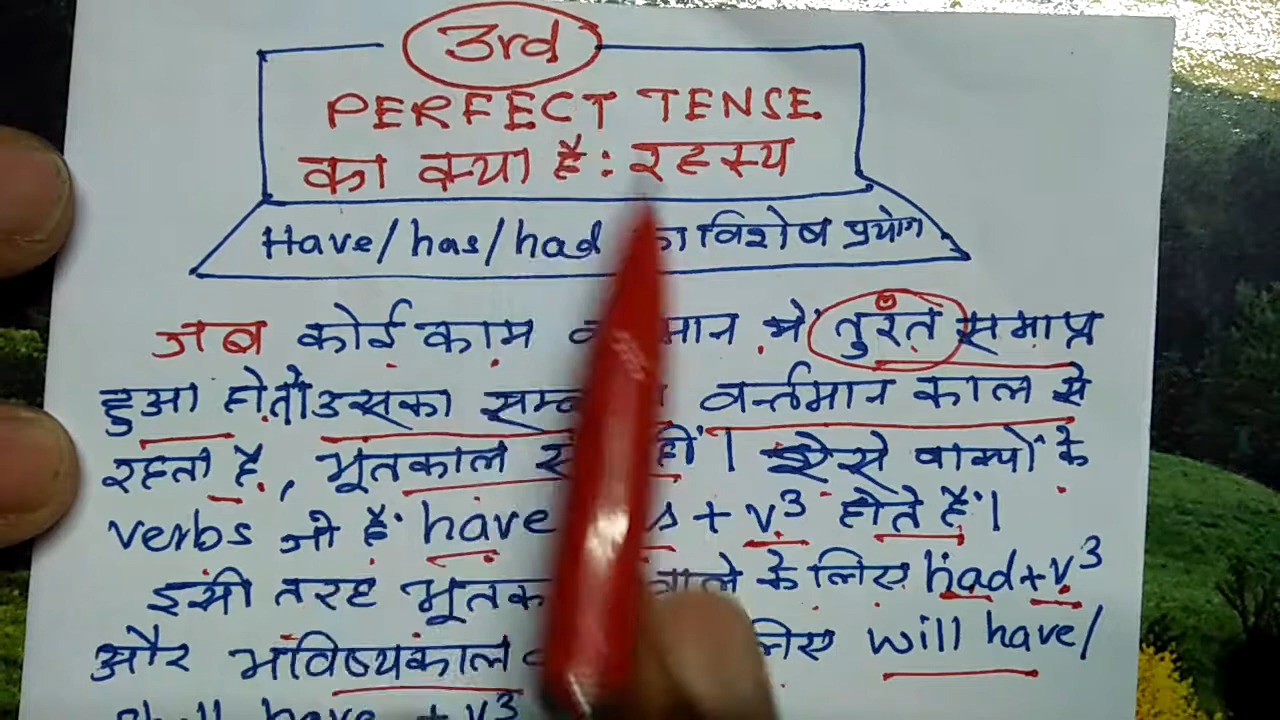 3rd
PERFECT TENSE
का क्या है: रहस्य
Have/has/had का विशेष प्रयोग
जब कोई काम में तुरंत समाप्त
हुआ हो तो उसका वर्त्तमान काल से
रहता है, भूतकाल । ऐसे वाक्यों के
verbs जो हैं have + V³ होते हैं।
इसी तरह के लिए had+V³
और भविष्यकाल will have/